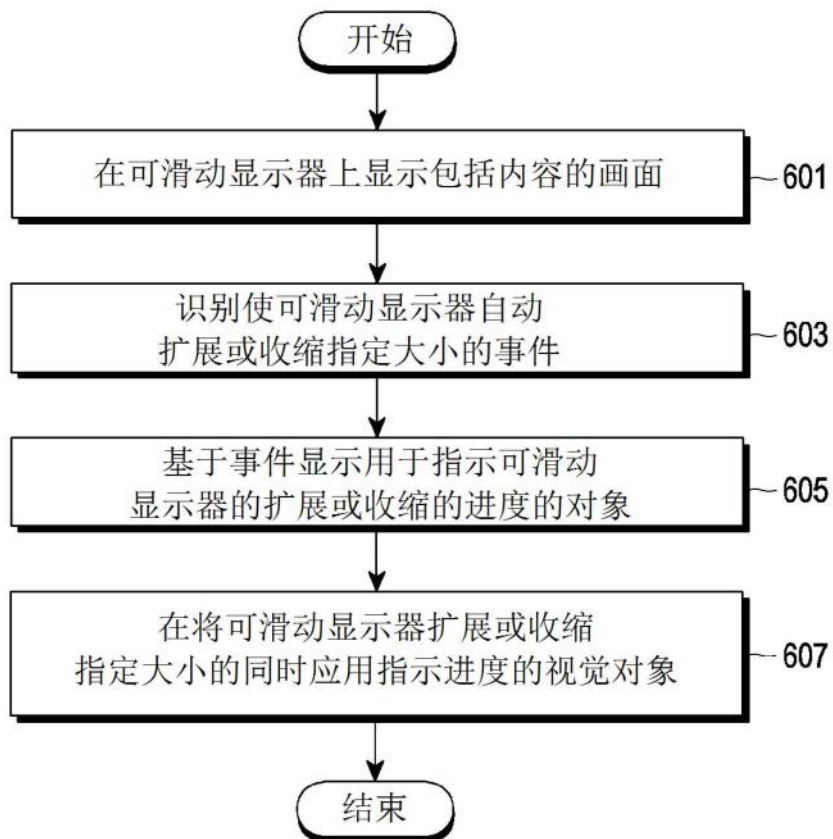 开始
在可滑动显示器上显示包括内容的画面
601
识别使可滑动显示器自动
扩展或收缩指定大小的事件
603
基于事件显示用于指示可滑动
显示器的扩展或收缩的进度的对象
605
在将可滑动显示器扩展或收缩
指定大小的同时应用指示进度的视觉对象
607
结束